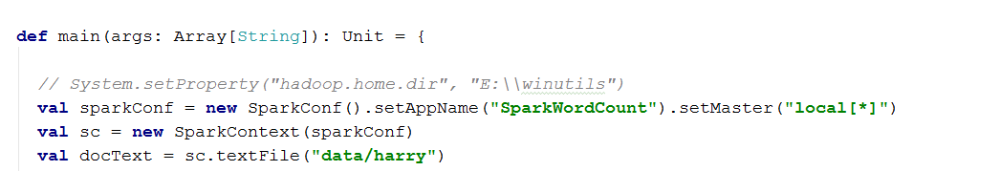 def main(args: Array[String]): Unit = {
// System.setProperty("hadoop.home.dir", "E:\\winutils")
val sparkConf = new SparkConf().setAppName("SparkWordCount").setMaster("local[*]")
val sc = new SparkContext(sparkConf)
val docText = sc.textFile("data/harry")